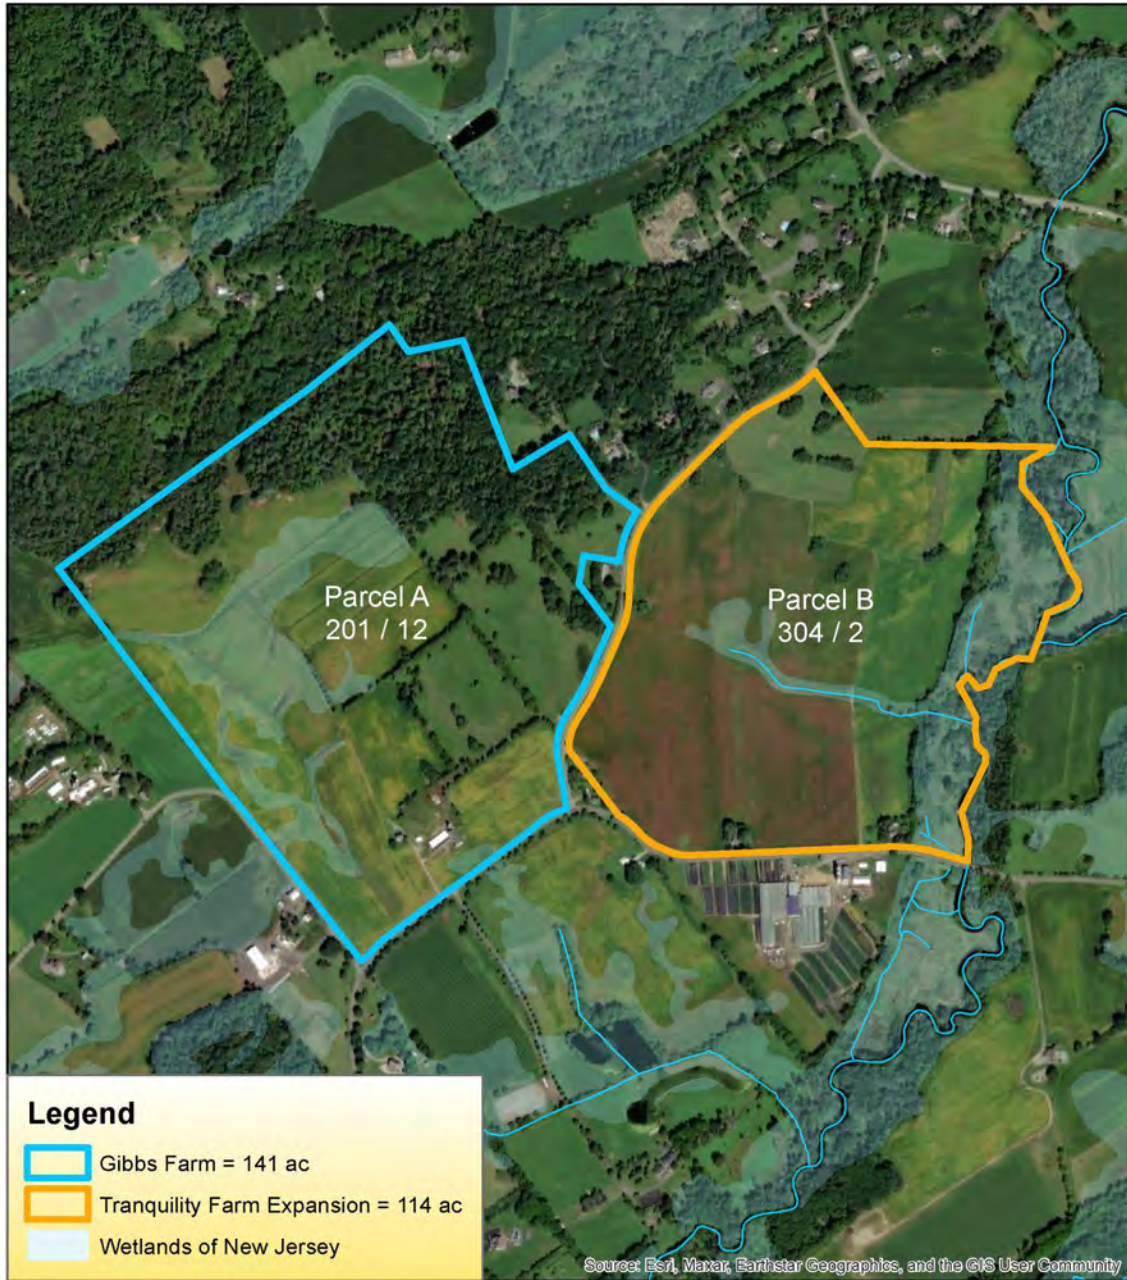 Parcel A
201 / 12
Parcel B
304 / 2
Legend
Gibbs Farm = 141 ac
Tranquility Farm Expansion = 114 ac
Wetlands of New Jersey
Source: Esri, Maxar, Earthstar Geographics, and the GIS User Community